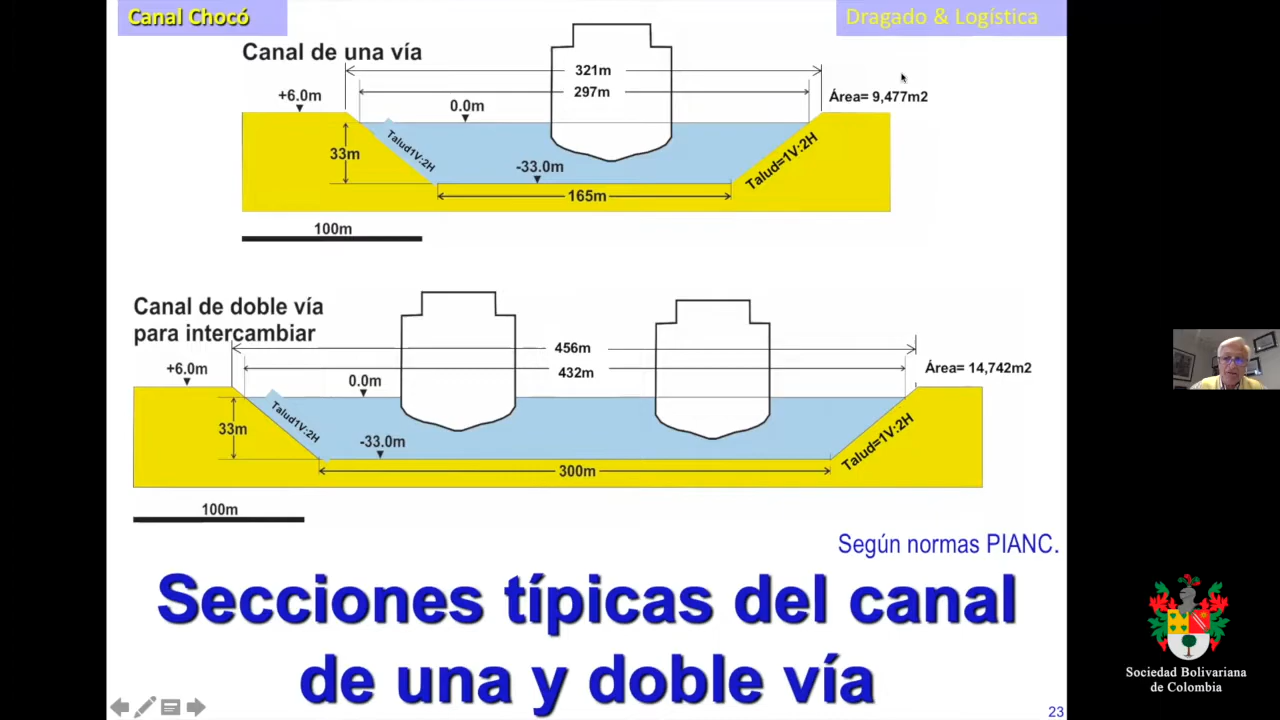 Canal Chocó
Dragado & Logística
Canal de una vía
321m
297m
+6.0m
0.0m
Área= 9,477m2
Talud1V:2H
33m
-33.0m
Talud=1V:2H
165m
100m
Canal de doble vía
para intercambiar
456m
432m
+6.0m
0.0m
Área: 14,742m2
Talud1V:2H
33m
-33.0m
Talud=1V:2H
300m
100m
Según normas PIANC.
Secciones típicas del canal
de una y doble vía
23
Sociedad Bolivariana
de Colombia